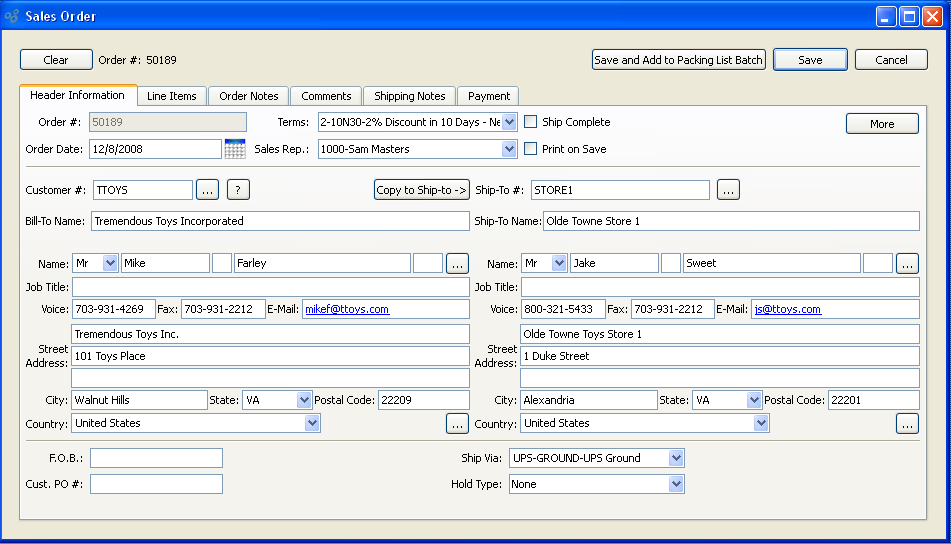 Sales Order
Clear Order #: 50189 Save and Add to Packing List Batch Save Cancel
Header Information Line Items Order Notes Comments Shipping Notes Payment
Order #: 50189 Terms: 2-10N30-2% Discount in 10 Days - Ne Ship Complete More
Order Date: 12/8/2008 Sales Rep.: 1000-Sam Masters Print on Save
Customer #: TTOYS ... ? Copy to Ship-to -> Ship-To #: STORE1 ...
Bill-To Name: Tremendous Toys Incorporated Ship-To Name: Olde Towne Store 1
Name: Mr Mike Farley ... Name: Mr Jake Sweet ...
Job Title: Job Title:
Voice: 703-931-4269 Fax: 703-931-2212 E-Mail: mikef@ttoys.com Voice: 800-321-5433 Fax: 703-931-2212 E-Mail: js@ttoys.com
Tremendous Toys Inc. Olde Towne Toys Store 1
Street Address: 101 Toys Place Street Address: 1 Duke Street
City: Walnut Hills State: VA Postal Code: 22209 City: Alexandria State: VA Postal Code: 22201
Country: United States ... Country: United States ...
F.O.B.: Ship Via: UPS-GROUND-UPS Ground
Cust. PO #: Hold Type: None